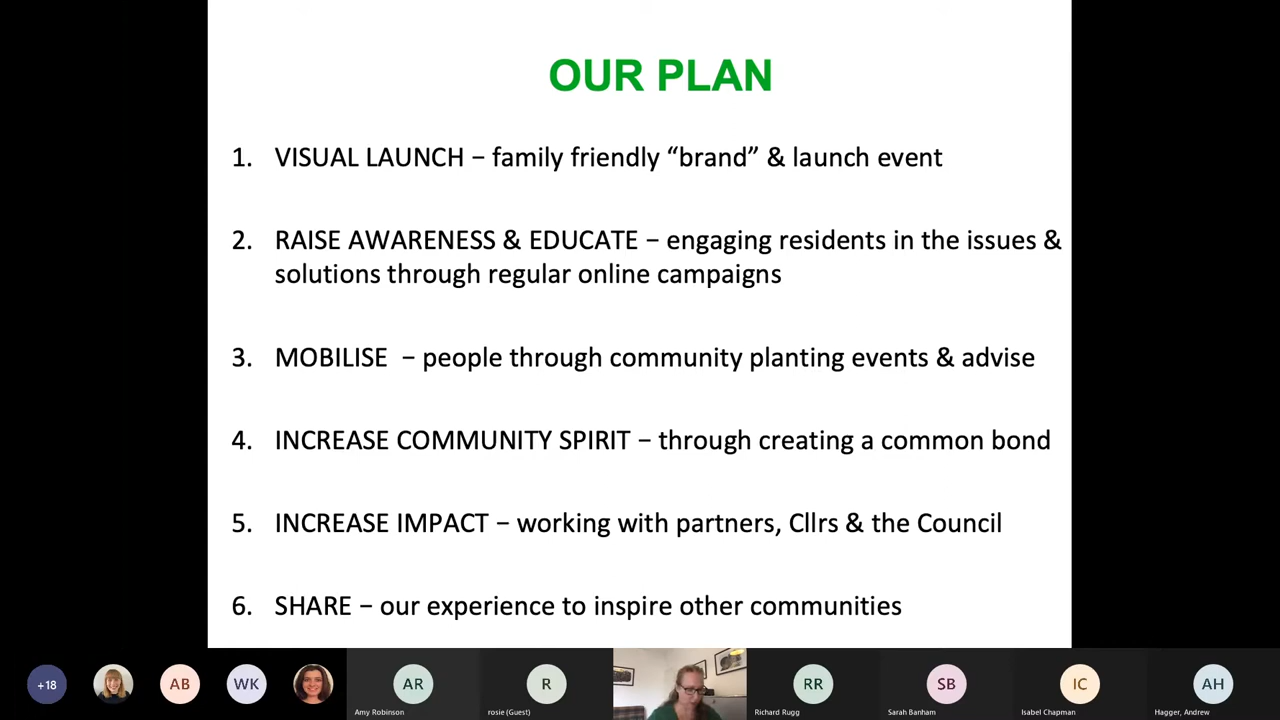 OUR PLAN
1. VISUAL LAUNCH – family friendly “brand” & launch event
2. RAISE AWARENESS & EDUCATE – engaging residents in the issues &
solutions through regular online campaigns
3. MOBILISE – people through community planting events & advise
4. INCREASE COMMUNITY SPIRIT – through creating a common bond
5. INCREASE IMPACT – working with partners, Cllrs & the Council
6. SHARE – our experience to inspire other communities
+18 AB WK AR R RR SB IC AH
Amy Robinson rosie (Guest) Richard Rugg Sarah Banham Isabel Chapman Hagger, Andrew